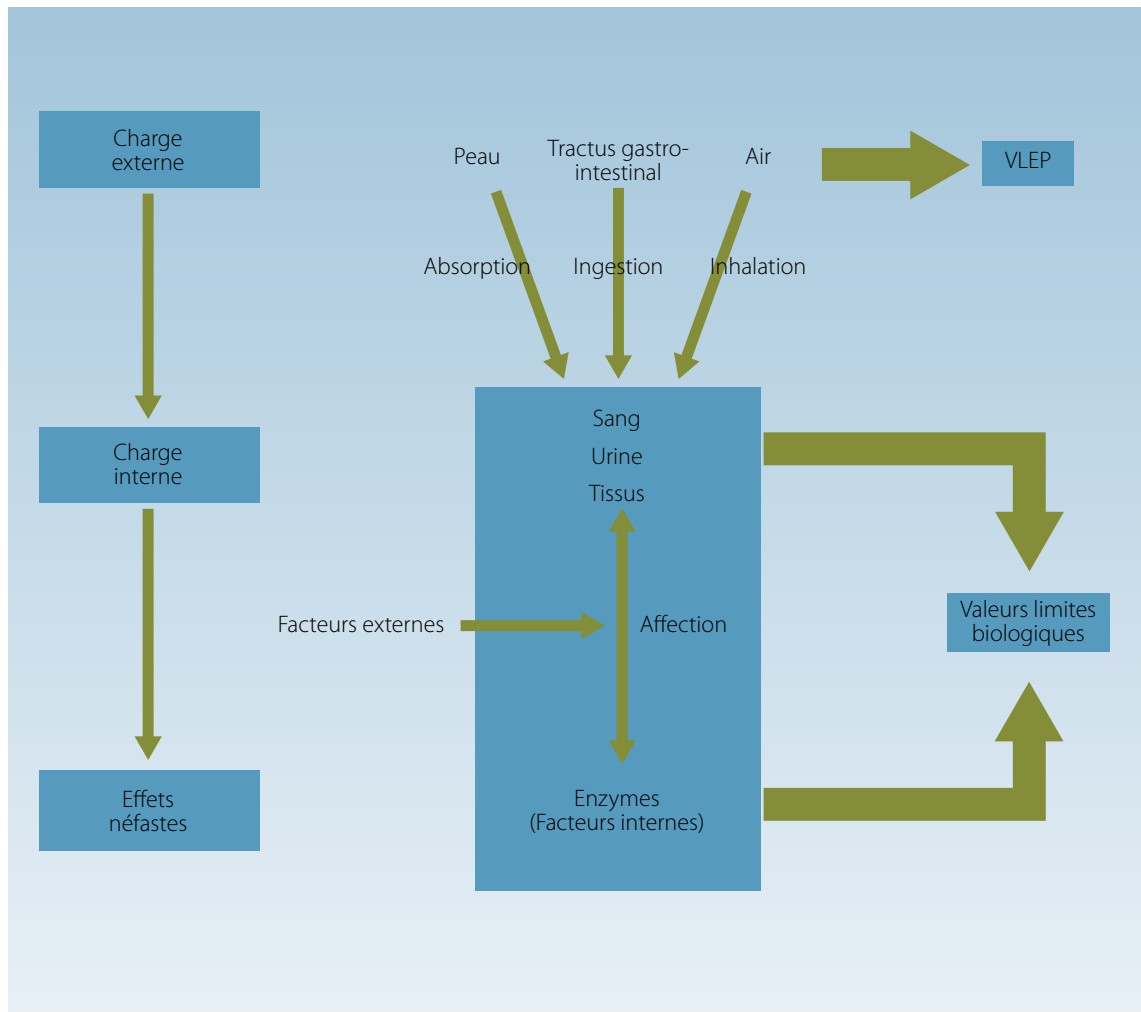 Charge
externe
Peau
Tractus gastro-
intestinal
Air
VLEP
Absorption
Ingestion
Inhalation
Charge
interne
Sang
Urine
Tissus
Facteurs externes
Affection
Valeurs limites
biologiques
Effets
néfastes
Enzymes
(Facteurs internes)